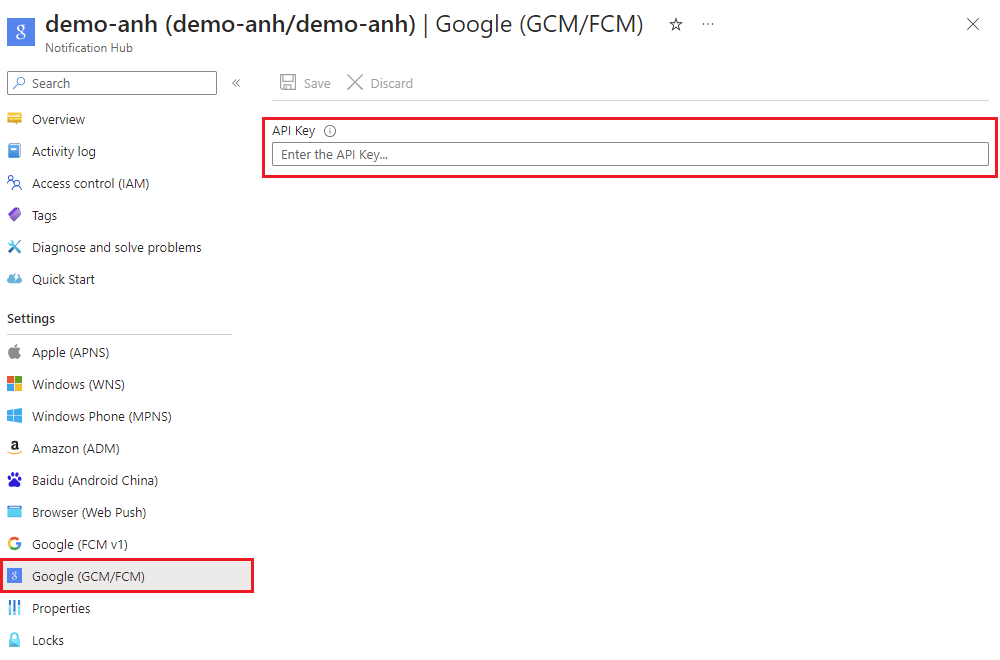 demo-anh (demo-anh/demo-anh) | Google (GCM/FCM)
Notification Hub
Search
Save
Discard
Overview
Activity log
Access control (IAM)
Tags
Diagnose and solve problems
Quick Start
Settings
Apple (APNS)
Windows (WNS)
Windows Phone (MPNS)
Amazon (ADM)
Baidu (Android China)
Browser (Web Push)
Google (FCM v1)
Google (GCM/FCM)
Properties
Locks
API Key
Enter the API Key...